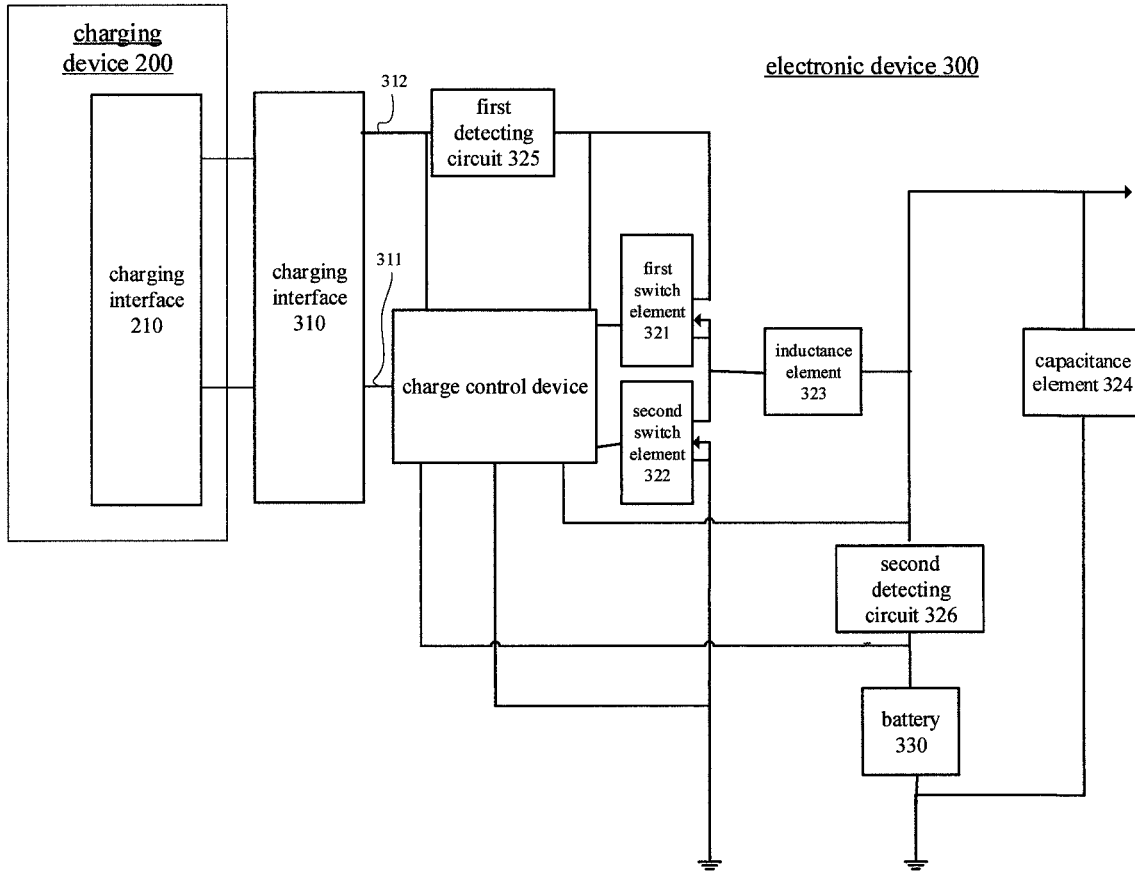 charging
device 200
electronic device 300
312
first
detecting
circuit 325
charging
interface
210
charging
interface
310
311
charge control device
first
switch
element
321
second
switch
element
322
inductance
element
323
capacitance
element 324
second
detecting
circuit 326
battery
330